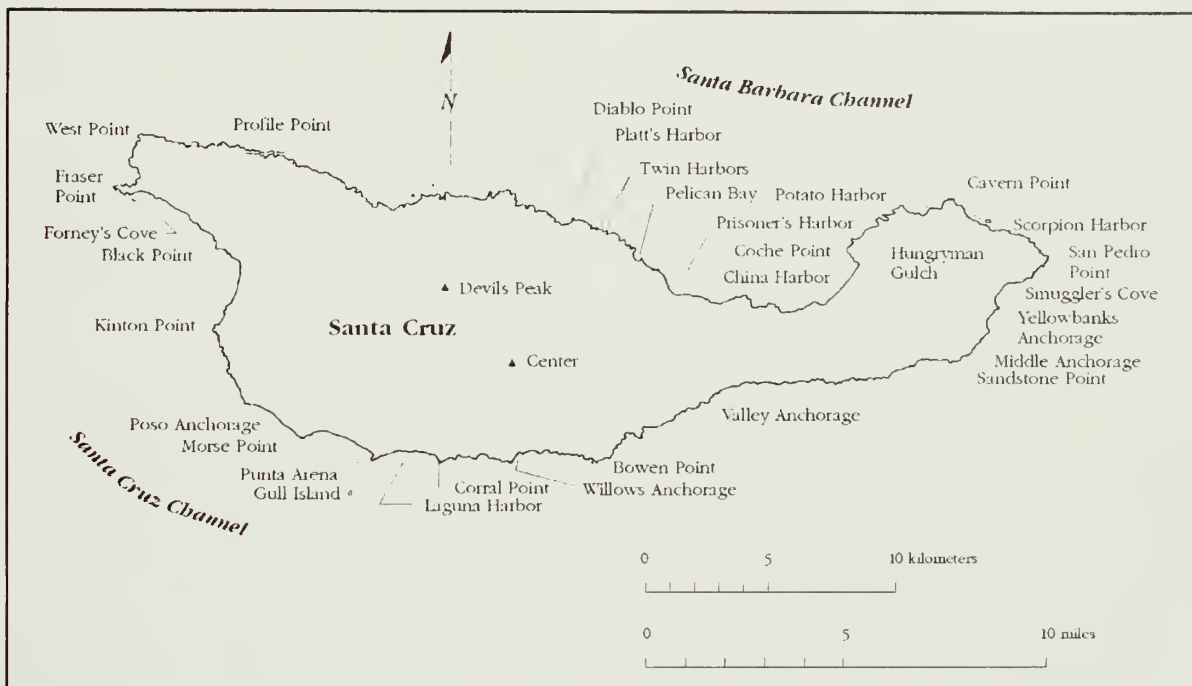 Santa Barbara Channel
N
Diablo Point
Platt's Harbor
West Point
Profile Point
Twin Harbors
Fraser
Point
Pelican Bay
Potato Harbor
Cavern Point
Forney's Cove
Black Point
Prisoner's Harbor
Scorpion Harbor
Coche Point
Hungryman
Gulch
San Pedro
Point
China Harbor
Devils Peak
Smuggler's Cove
Kinton Point
Santa Cruz
Yellowbanks
Anchorage
Center
Middle Anchorage
Sandstone Point
Poso Anchorage
Morse Point
Valley Anchorage
Santa Cruz Channel
Punta Arena
Gull Island
Corral Point
Laguna Harbor
Bowen Point
Willows Anchorage
0 5 10 kilometers
0 5 10 miles